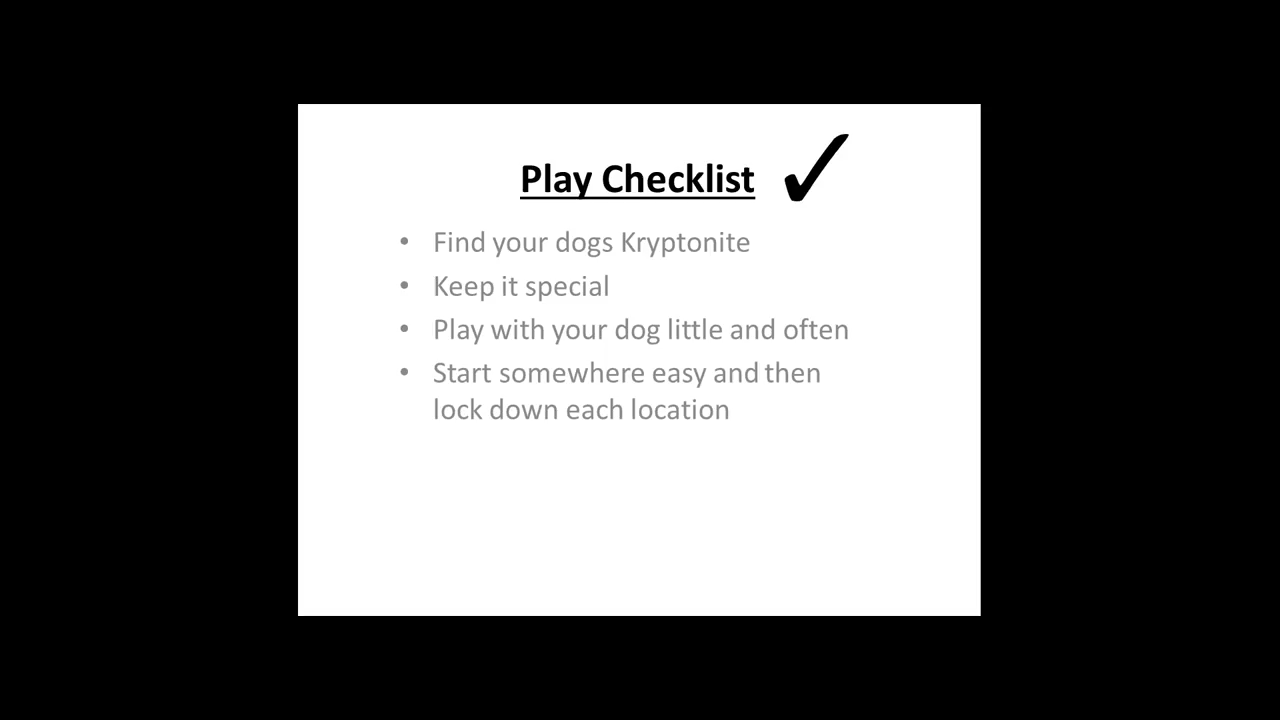 Play Checklist ✓
• Find your dogs Kryptonite
• Keep it special
• Play with your dog little and often
• Start somewhere easy and then
lock down each location